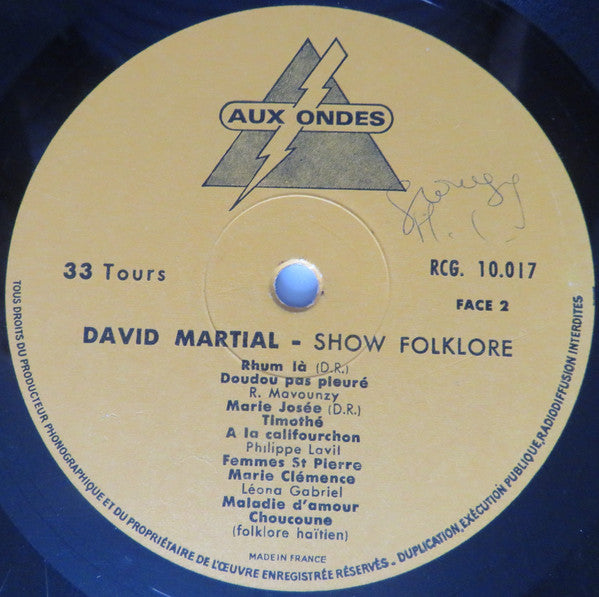 AUX ONDES
33 Tours
RCG. 10.017
FACE 2
DAVID MARTIAL - SHOW FOLKLORE
Rhum là (D.R.)
Doudou pas pleuré
R. Mavounzy
Marie Josée (D.R.)
Timothé
A la califourchon
Philippe Lavil
Femmes St Pierre
Marie Clémence
Léona Gabriel
Maladie d'amour
Choucoune
(folklore haïtien)
MADE IN FRANCE
TOUS DROITS DU PRODUCTEUR PHONOGRAPHIQUE ET DU PROPRIÉTAIRE DE L'ŒUVRE ENREGISTRÉE RÉSERVÉS - DUPLICATION, EXÉCUTION PUBLIQUE, RADIODIFFUSION INTERDITES